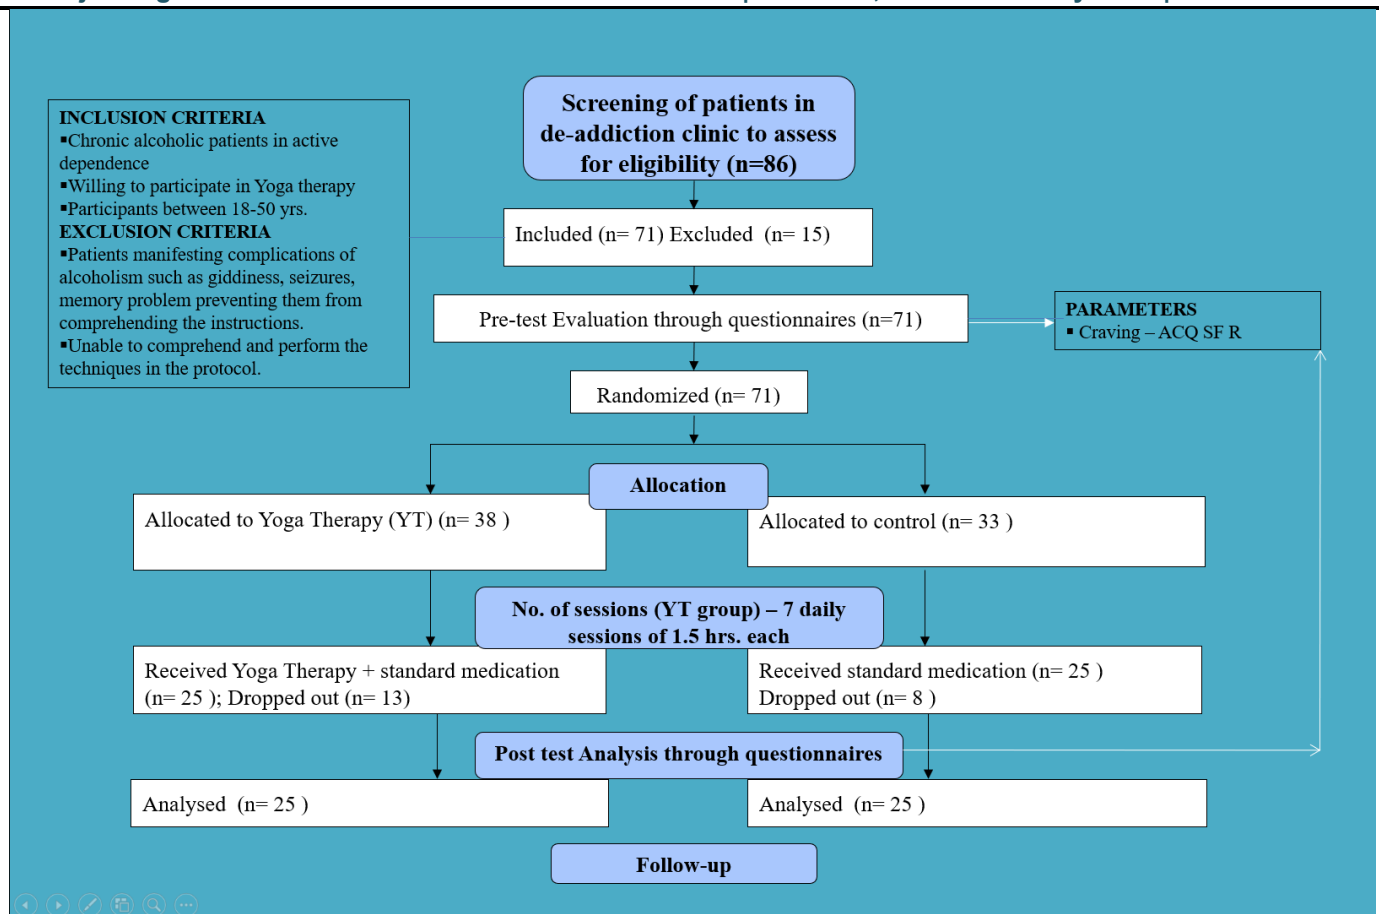 Screening of patients in
de-addiction clinic to assess
for eligibility (n=86)
INCLUSION CRITERIA
▪Chronic alcoholic patients in active
dependence
▪Willing to participate in Yoga therapy
▪Participants between 18-50 yrs.
EXCLUSION CRITERIA
▪Patients manifesting complications of
alcoholism such as giddiness, seizures,
memory problem preventing them from
comprehending the instructions.
▪Unable to comprehend and perform the
techniques in the protocol.
Included (n= 71) Excluded (n= 15)
Pre-test Evaluation through questionnaires (n=71)
PARAMETERS
▪ Craving – ACQ SF R
Randomized (n= 71)
Allocation
Allocated to Yoga Therapy (YT) (n= 38 )
Allocated to control (n= 33 )
No. of sessions (YT group) – 7 daily
sessions of 1.5 hrs. each
Received Yoga Therapy + standard medication
(n= 25 ); Dropped out (n= 13)
Received standard medication (n= 25 )
Dropped out (n= 8 )
Post test Analysis through questionnaires
Analysed (n= 25 )
Analysed (n= 25 )
Follow-up